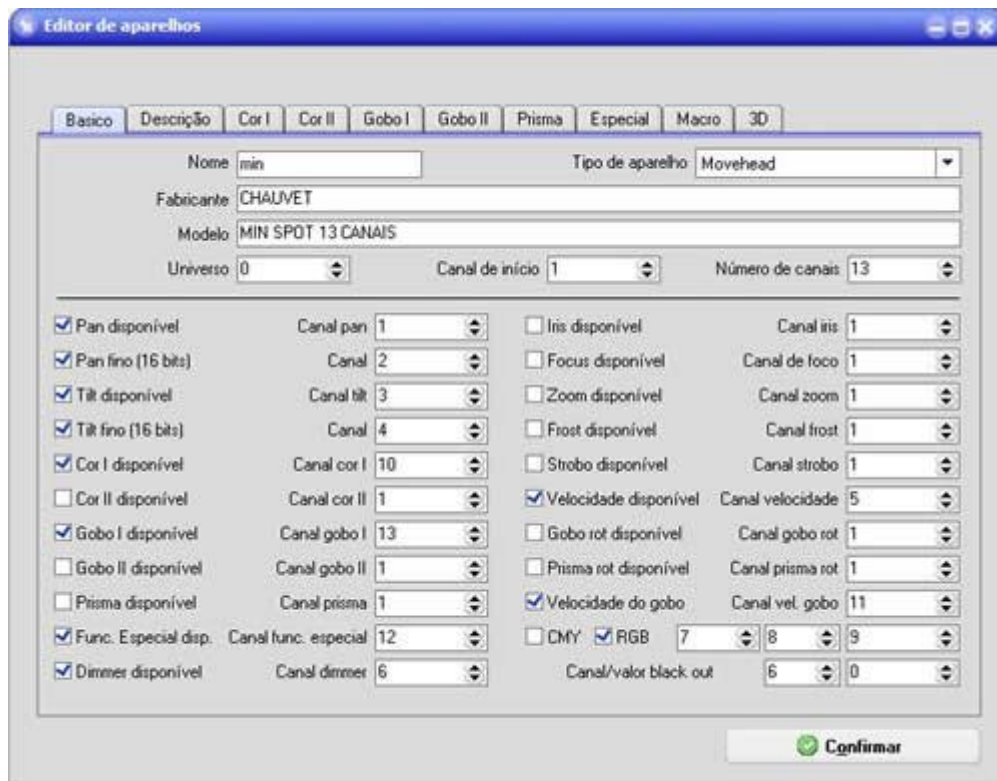 Editor de aparelhos
Basico Descrição Cor I Cor II Gobo I Gobo II Prisma Especial Macro 3D
Nome min Tipo de aparelho Movehead
Fabricante CHAUVET
Modelo MIN SPOT 13 CANAIS
Universo 0 Canal de início 1 Número de canais 13
Pan disponível Canal pan 1 Iris disponível Canal iris 1
Pan fino (16 bits) Canal 2 Focus disponível Canal de foco 1
Tilt disponível Canal tilt 3 Zoom disponível Canal zoom 1
Tilt fino (16 bits) Canal 4 Frost disponível Canal frost 1
Cor I disponível Canal cor I 10 Strobo disponível Canal strobo 1
Cor II disponível Canal cor II 1 Velocidade disponível Canal velocidade 5
Gobo I disponível Canal gobo I 13 Gobo rot disponível Canal gobo rot 1
Gobo II disponível Canal gobo II 1 Prisma rot disponível Canal prisma rot 1
Prisma disponível Canal prisma 1 Velocidade do gobo Canal vel. gobo 11
Func. Especial disp. Canal func. especial 12 CMY RGB 7 8 9
Dimmer disponível Canal dimmer 6 Canal/valor black out 6 0
Confirmar